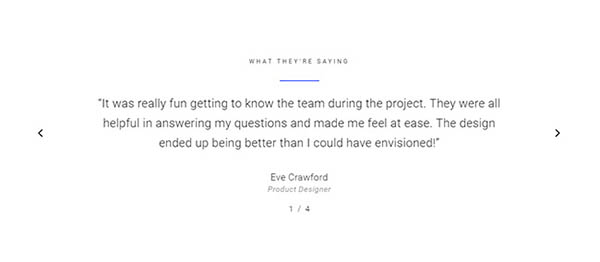 WHAT THEY'RE SAYING
“It was really fun getting to know the team during the project. They were all
helpful in answering my questions and made me feel at ease. The design
ended up being better than I could have envisioned!”
Eve Crawford
Product Designer
1 / 4